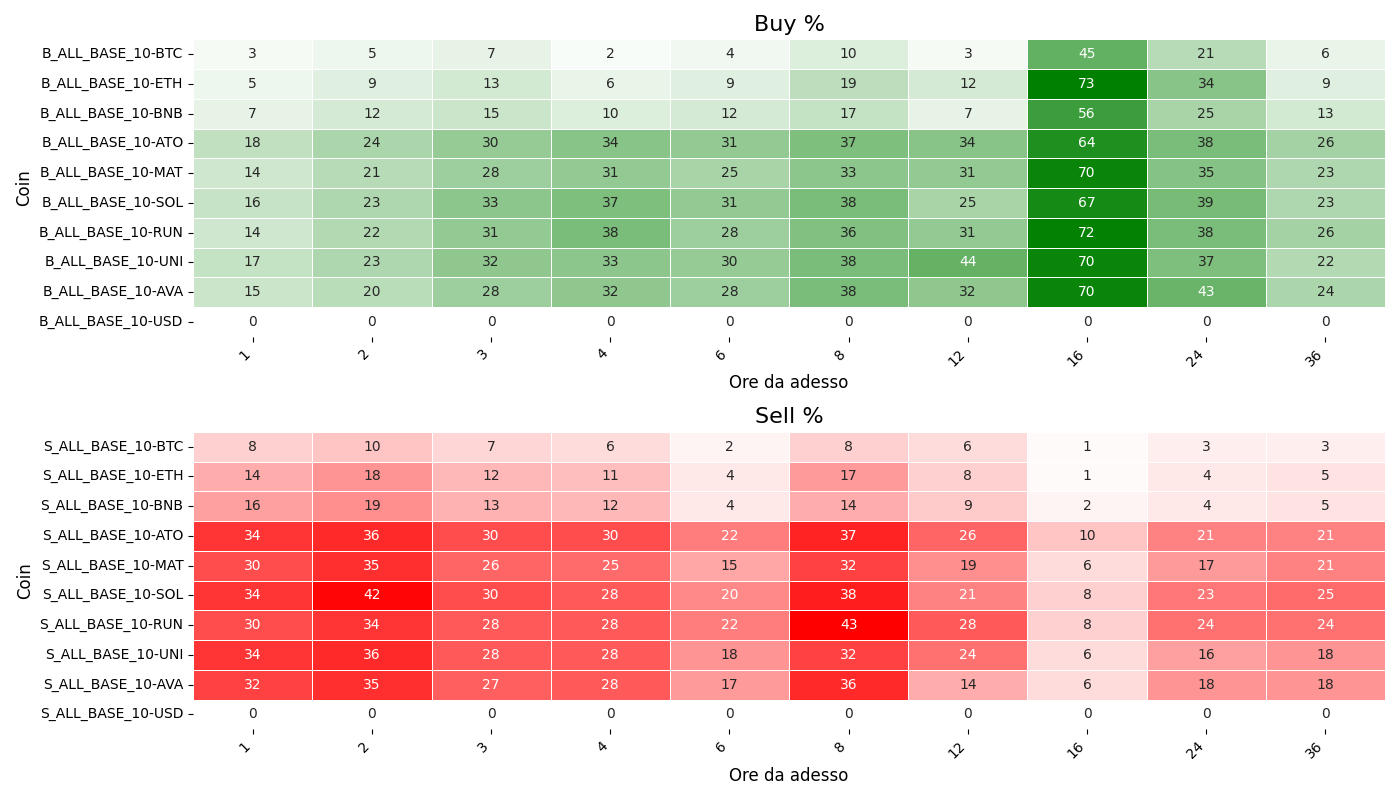 Buy %
Coin
B_ALL_BASE_10-BTC 3 5 7 2 4 10 3 45 21 6
B_ALL_BASE_10-ETH 5 9 13 6 9 19 12 73 34 9
B_ALL_BASE_10-BNB 7 12 15 10 12 17 7 56 25 13
B_ALL_BASE_10-ATO 18 24 30 34 31 37 34 64 38 26
B_ALL_BASE_10-MAT 14 21 28 31 25 33 31 70 35 23
B_ALL_BASE_10-SOL 16 23 33 37 31 38 25 67 39 23
B_ALL_BASE_10-RUN 14 22 31 38 28 36 31 72 38 26
B_ALL_BASE_10-UNI 17 23 32 33 30 38 44 70 37 22
B_ALL_BASE_10-AVA 15 20 28 32 28 38 32 70 43 24
B_ALL_BASE_10-USD 0 0 0 0 0 0 0 0 0 0
1 2 3 4 6 8 12 16 24 36
Ore da adesso
Sell %
Coin
S_ALL_BASE_10-BTC 8 10 7 6 2 8 6 1 3 3
S_ALL_BASE_10-ETH 14 18 12 11 4 17 8 1 4 5
S_ALL_BASE_10-BNB 16 19 13 12 4 14 9 2 4 5
S_ALL_BASE_10-ATO 34 36 30 30 22 37 26 10 21 21
S_ALL_BASE_10-MAT 30 35 26 25 15 32 19 6 17 21
S_ALL_BASE_10-SOL 34 42 30 28 20 38 21 8 23 25
S_ALL_BASE_10-RUN 30 34 28 28 22 43 28 8 24 24
S_ALL_BASE_10-UNI 34 36 28 28 18 32 24 6 16 18
S_ALL_BASE_10-AVA 32 35 27 28 17 36 14 6 18 18
S_ALL_BASE_10-USD 0 0 0 0 0 0 0 0 0 0
1 2 3 4 6 8 12 16 24 36
Ore da adesso